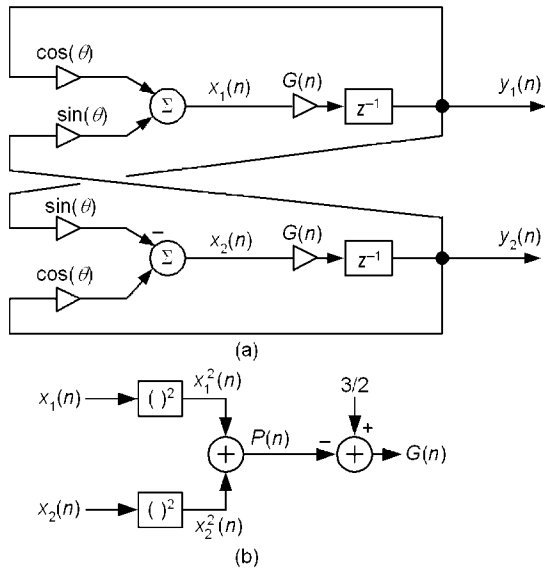 cos(θ)
Σ
x₁(n)
G(n)
z⁻¹
y₁(n)
sin(θ)
sin(θ)
−
Σ
x₂(n)
G(n)
z⁻¹
y₂(n)
cos(θ)
(a)
x₁(n)
( )²
x₁²(n)
3/2
+
P(n)
−
+
G(n)
x₂(n)
( )²
x₂²(n)
(b)